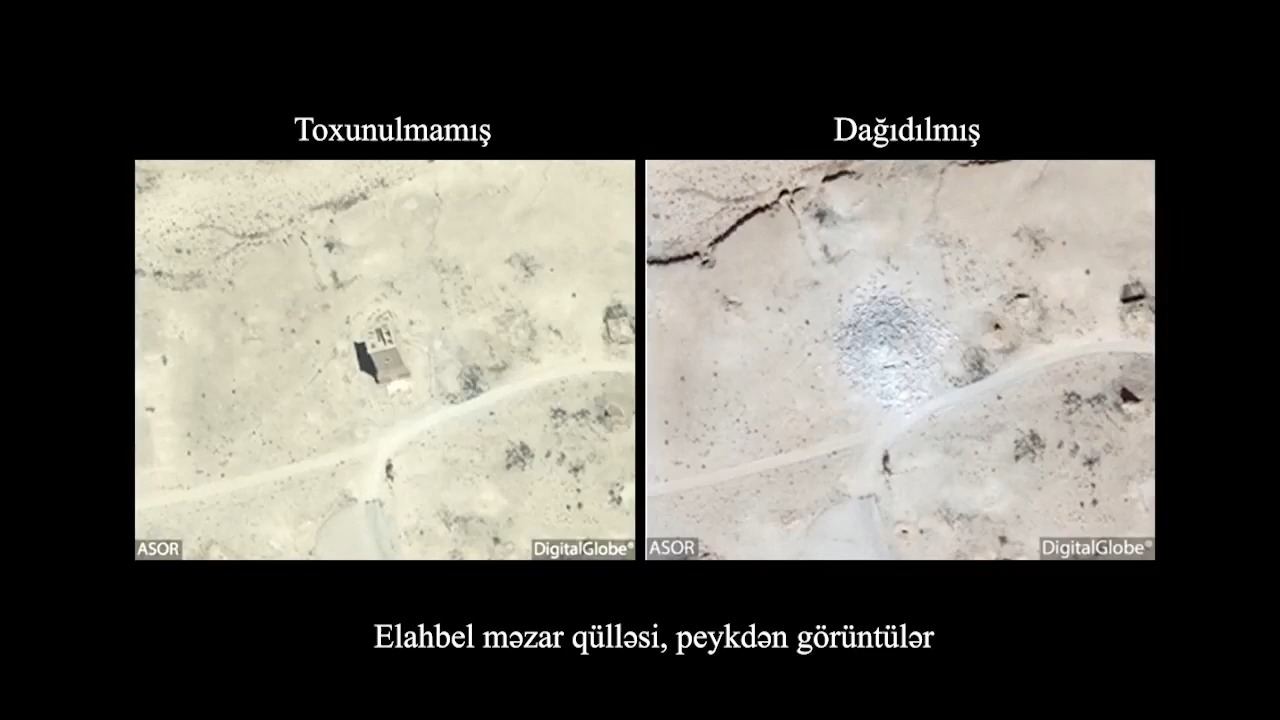 Toxunulmamış
Dağıdılmış
ASOR
DigitalGlobe®
ASOR
DigitalGlobe®
Elahbel məzar qülləsi, peykdən görüntülər